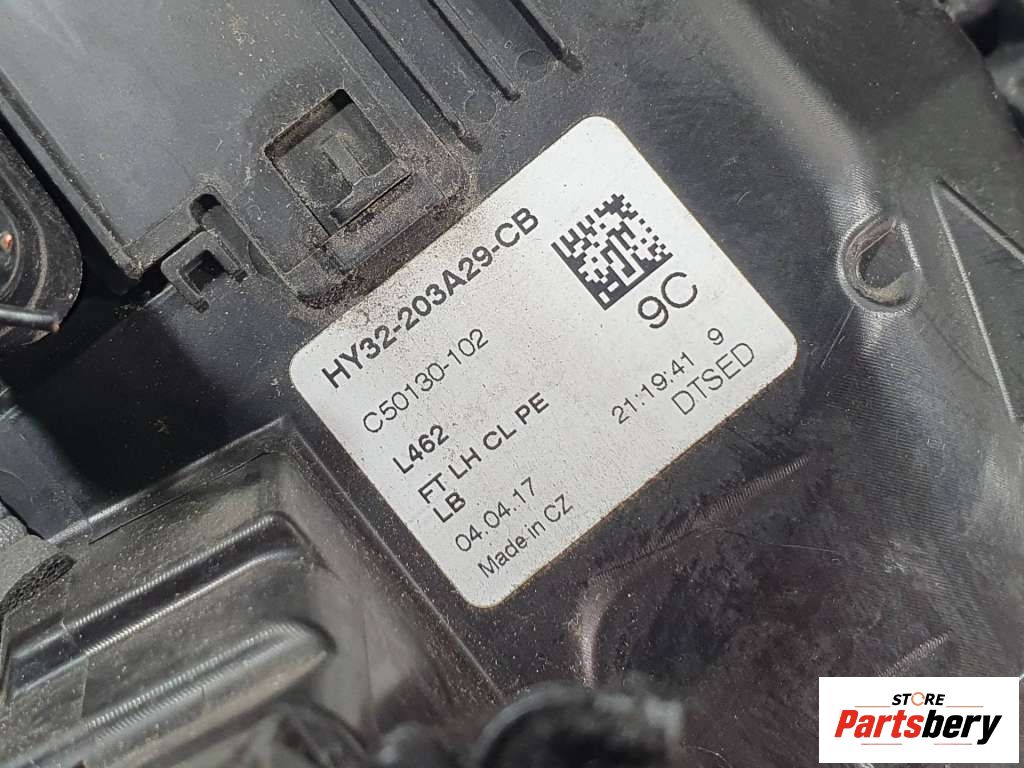 HY32-203A29-CB
C50130-102
L462
FT LH CL PE
LB
04.04.17
Made in CZ
9C
21:19:41 9
DTSED
STORE
Partsbery